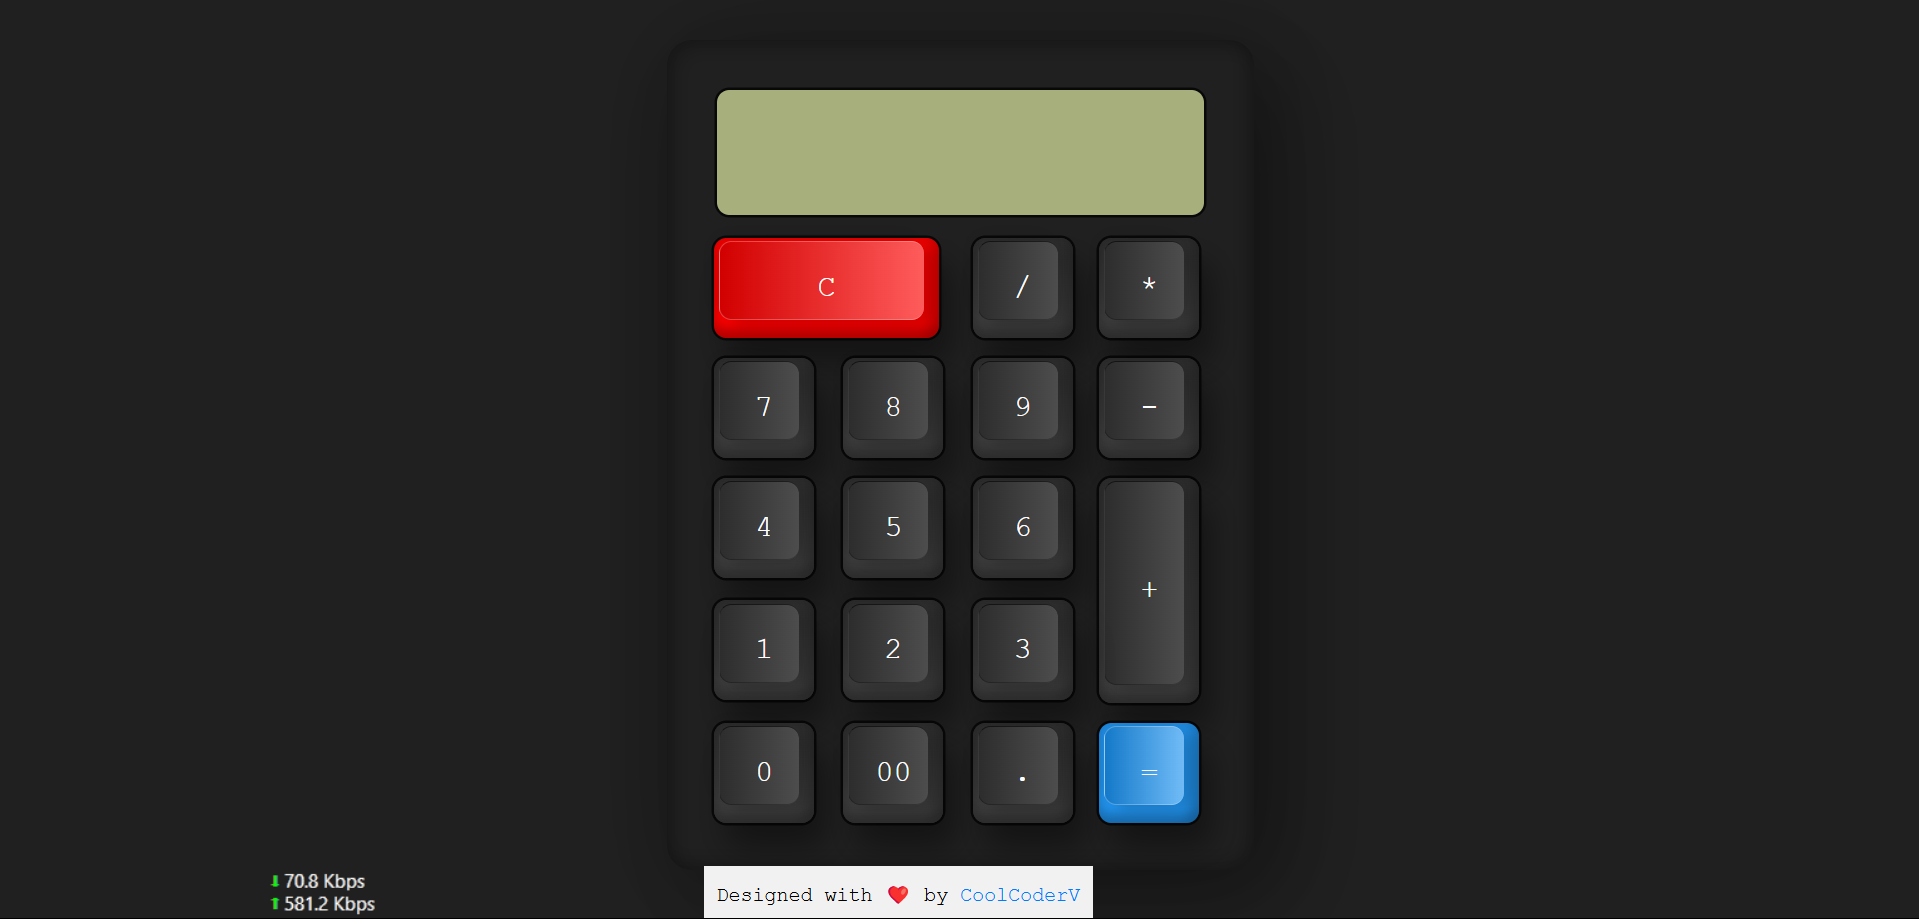 C / *
7 8 9 -
4 5 6
+
1 2 3
0 00 . =
70.8 Kbps
581.2 Kbps
Designed with ❤️ by CoolCoderV